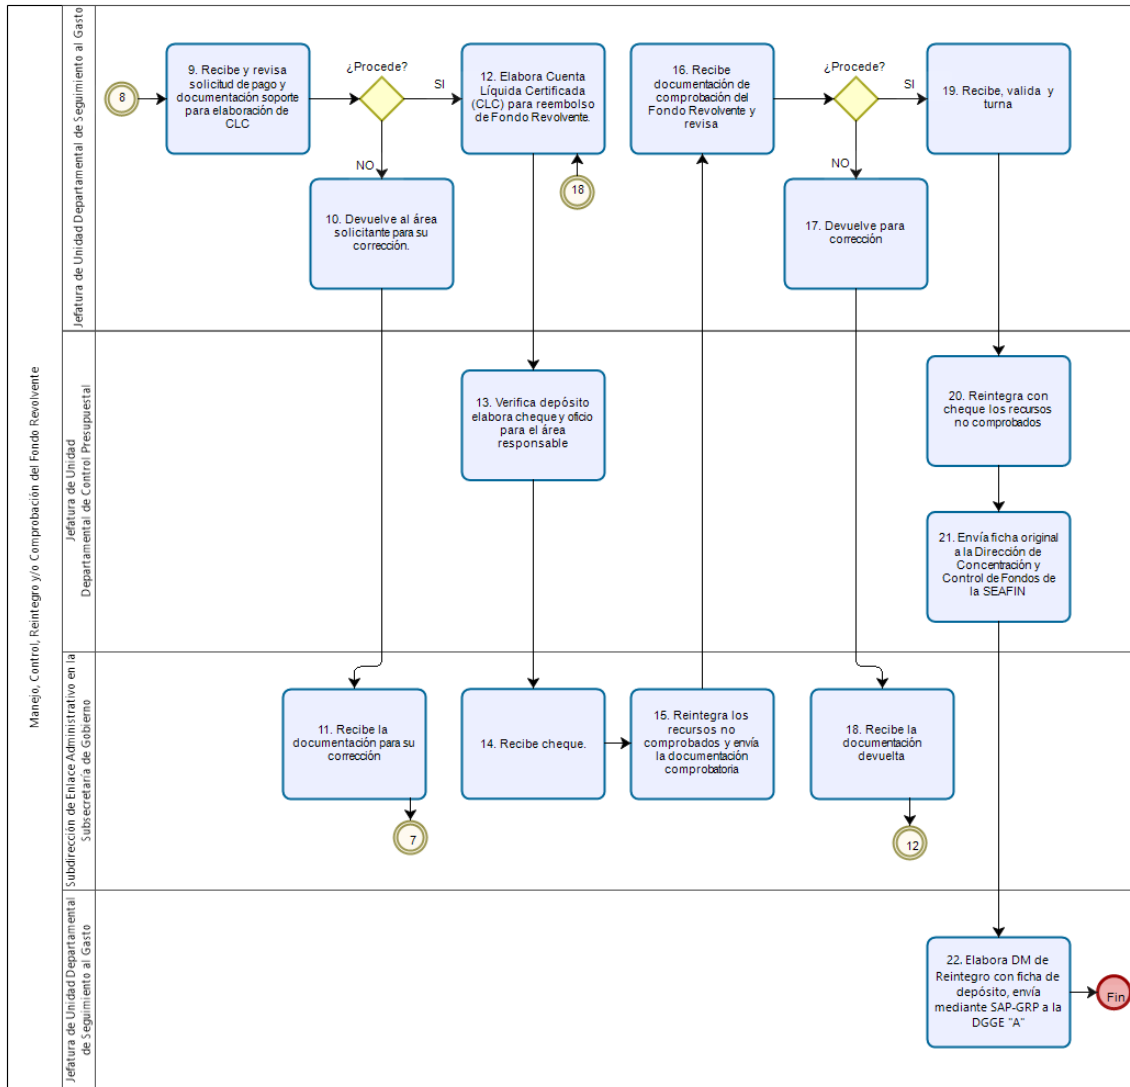 Manejo, Control, Reintegro y/o Comprobación del Fondo Revolvente
Jefatura de Unidad Departamental de Seguimiento al Gasto
8
9. Recibe y revisa
solicitud de pago y
documentación soporte
para elaboración de
CLC
¿Procede?
SI
NO
10. Devuelve al área
solicitante para su
corrección.
12. Elabora Cuenta
Líquida Certificada
(CLC) para reembolso
de Fondo Revolvente.
18
16. Recibe
documentación de
comprobación del
Fondo Revolvente y
revisa
¿Procede?
SI
NO
17. Devuelve para
corrección
19. Recibe, valida y
turna
Jefatura de Unidad
Departamental de Control Presupuestal
13. Verifica depósito
elabora cheque y oficio
para el área
responsable
20. Reintegra con
cheque los recursos
no comprobados
21. Envía ficha original
a la Dirección de
Concentración y
Control de Fondos de
la SEAFIN
Subdirección de Enlace Administrativo en la
Subsecretaría de Gobierno
11. Recibe la
documentación para su
corrección
7
14. Recibe cheque.
15. Reintegra los
recursos no
comprobados y envía
la documentación
comprobatoria
18. Recibe la
documentación
devuelta
12
Jefatura de Unidad Departamental
de Seguimiento al Gasto
22. Elabora DM de
Reintegro con ficha de
depósito, envía
mediante SAP-GRP a la
DGGE "A"
Fin